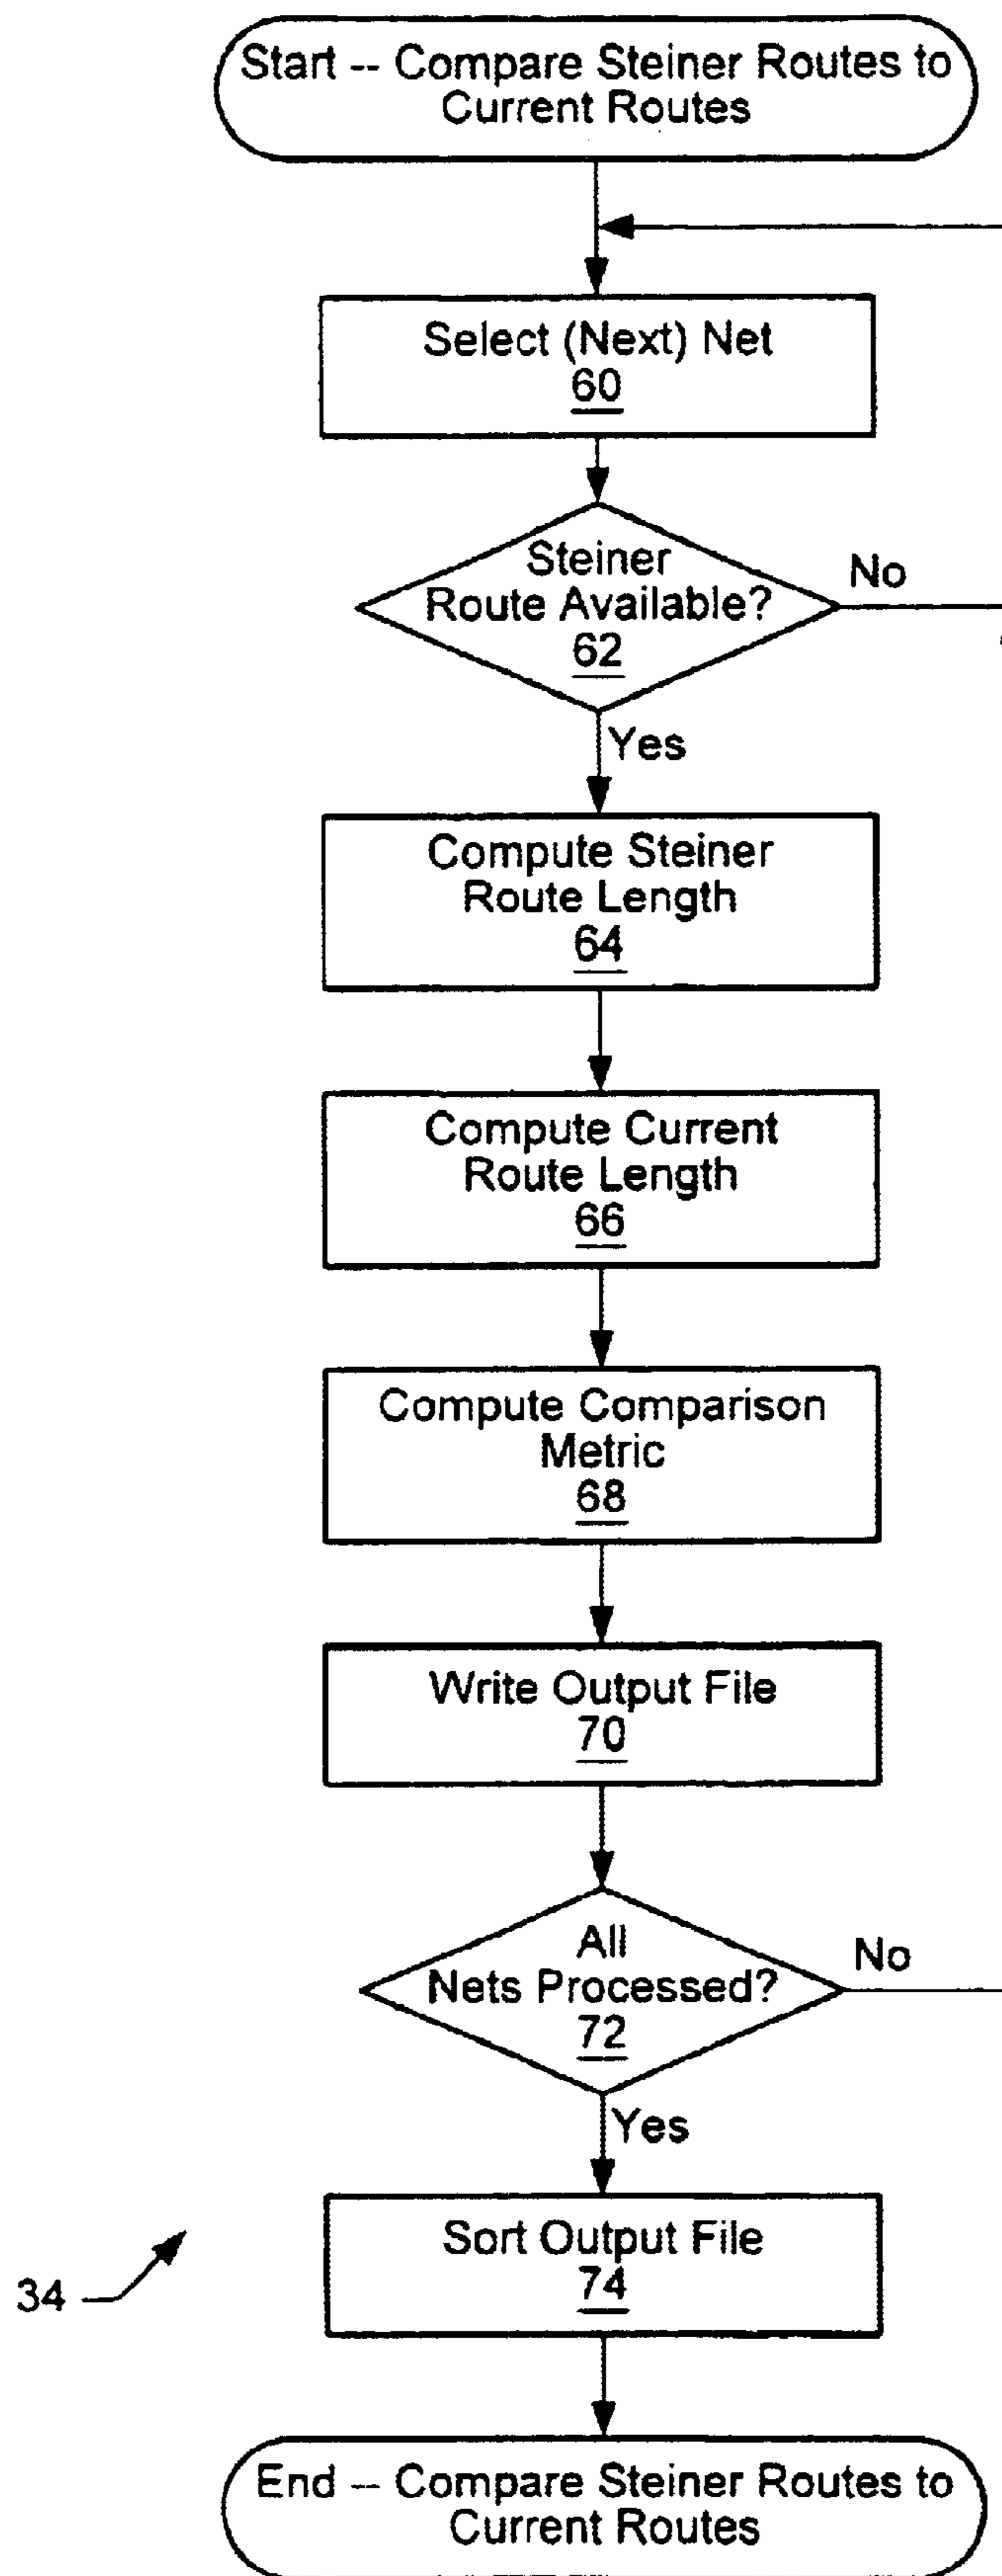 Start -- Compare Steiner Routes to
Current Routes
Select (Next) Net
60
Steiner
Route Available?
62
No
Yes
Compute Steiner
Route Length
64
Compute Current
Route Length
66
Compute Comparison
Metric
68
Write Output File
70
All
Nets Processed?
72
No
Yes
Sort Output File
74
34
End -- Compare Steiner Routes to
Current Routes